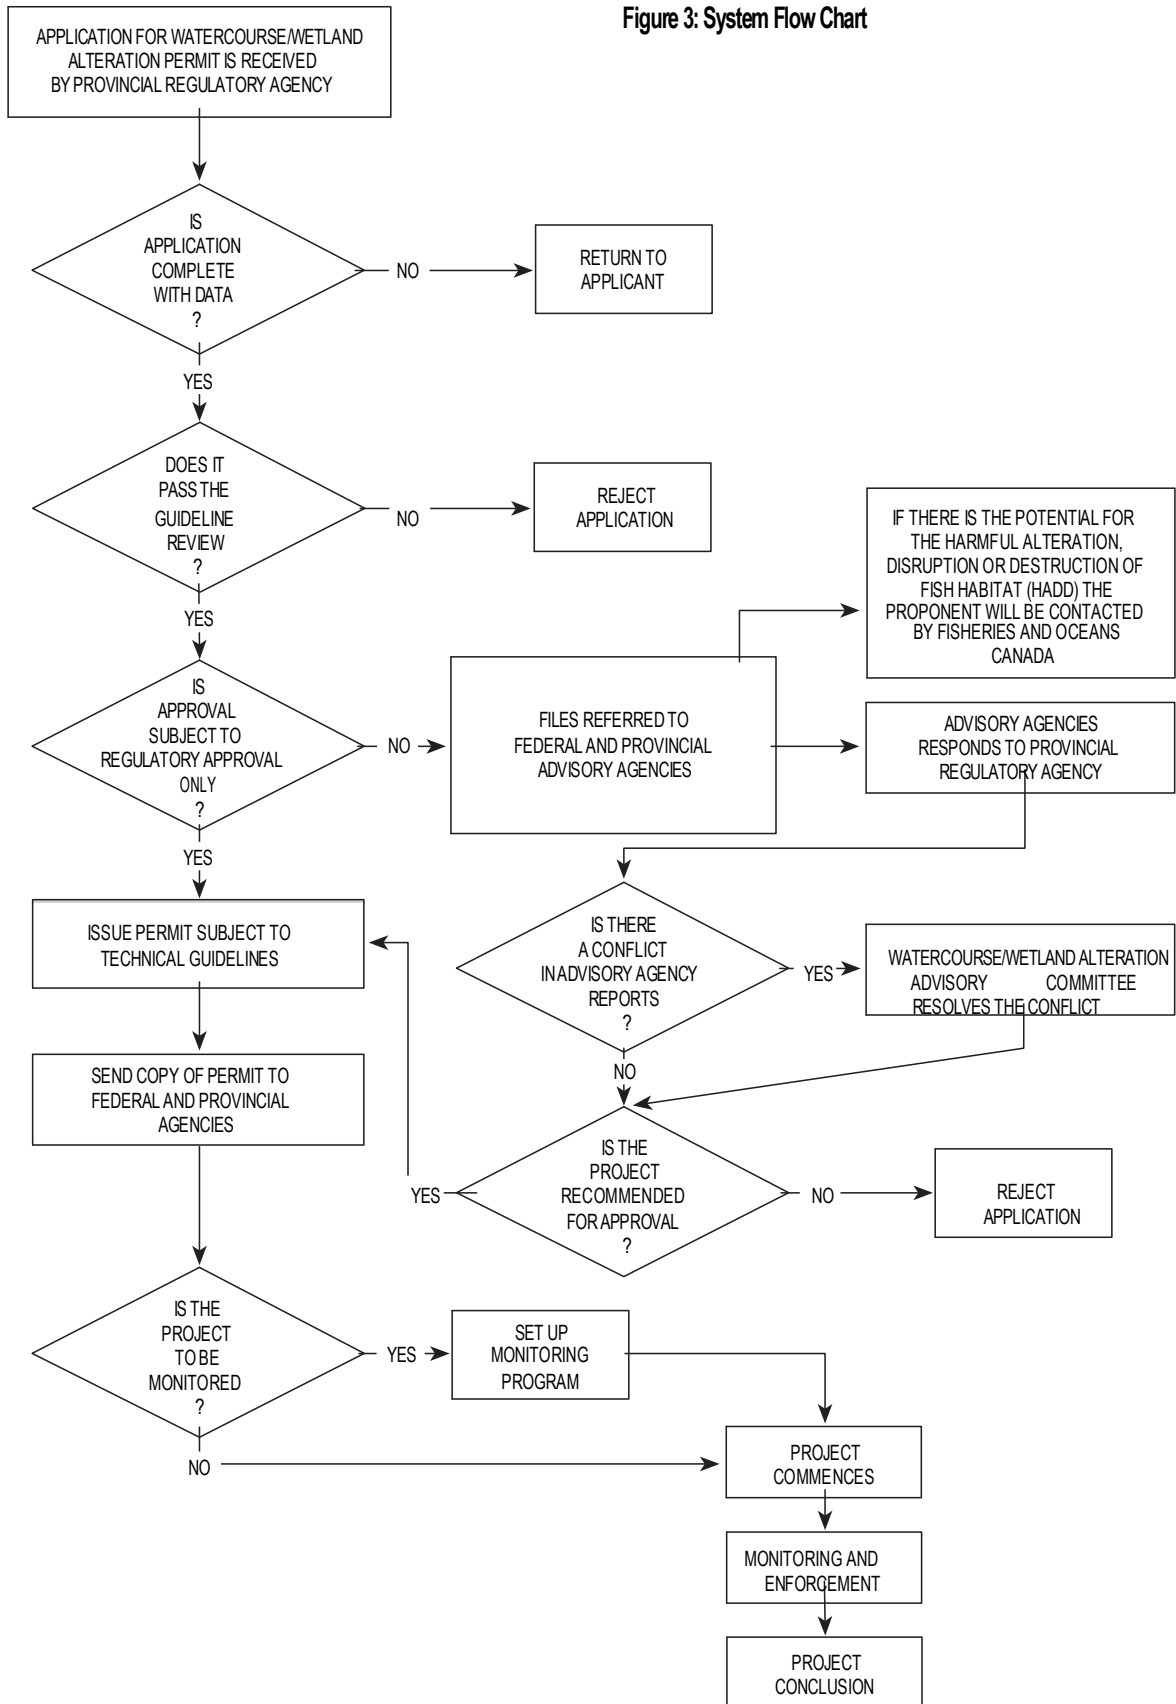 Figure 3: System Flow Chart
APPLICATION FOR WATERCOURSE/WETLAND
ALTERATION PERMIT IS RECEIVED
BY PROVINCIAL REGULATORY AGENCY
IS
APPLICATION
COMPLETE
WITH DATA
?
NO
RETURN TO
APPLICANT
YES
DOES IT
PASS THE
GUIDELINE
REVIEW
?
NO
REJECT
APPLICATION
YES
IF THERE IS THE POTENTIAL FOR
THE HARMFUL ALTERATION,
DISRUPTION OR DESTRUCTION OF
FISH HABITAT (HADD) THE
PROPONENT WILL BE CONTACTED
BY FISHERIES AND OCEANS
CANADA
IS
APPROVAL
SUBJECT TO
REGULATORY APPROVAL
ONLY
?
NO
FILES REFERRED TO
FEDERAL AND PROVINCIAL
ADVISORY AGENCIES
ADVISORY AGENCIES
RESPONDS TO PROVINCIAL
REGULATORY AGENCY
YES
ISSUE PERMIT SUBJECT TO
TECHNICAL GUIDELINES
IS THERE
A CONFLICT
IN ADVISORY AGENCY
REPORTS
?
YES
WATERCOURSE/WETLAND ALTERATION
ADVISORY COMMITTEE
RESOLVES THE CONFLICT
NO
SEND COPY OF PERMIT TO
FEDERAL AND PROVINCIAL
AGENCIES
IS THE
PROJECT
RECOMMENDED
FOR APPROVAL
?
YES
NO
REJECT
APPLICATION
IS THE
PROJECT
TO BE
MONITORED
?
YES
SET UP
MONITORING
PROGRAM
NO
PROJECT
COMMENCES
MONITORING AND
ENFORCEMENT
PROJECT
CONCLUSION